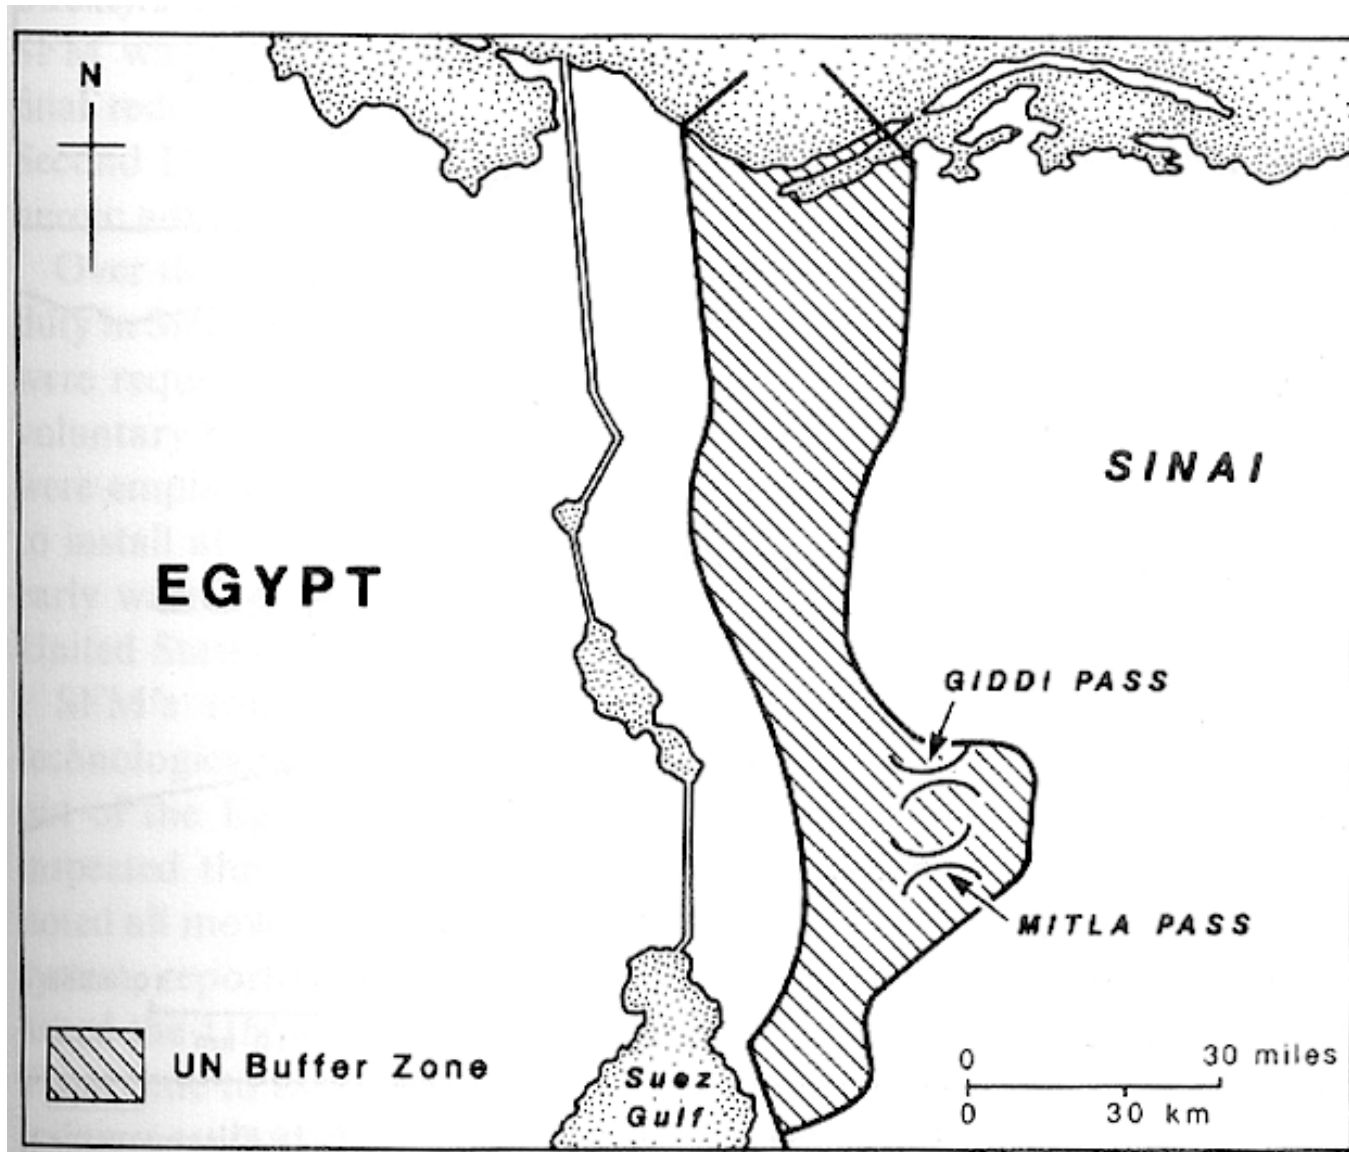 N
SINAI
EGYPT
GIDDI PASS
MITLA PASS
0 30 miles
0 30 km
UN Buffer Zone
Suez
Gulf